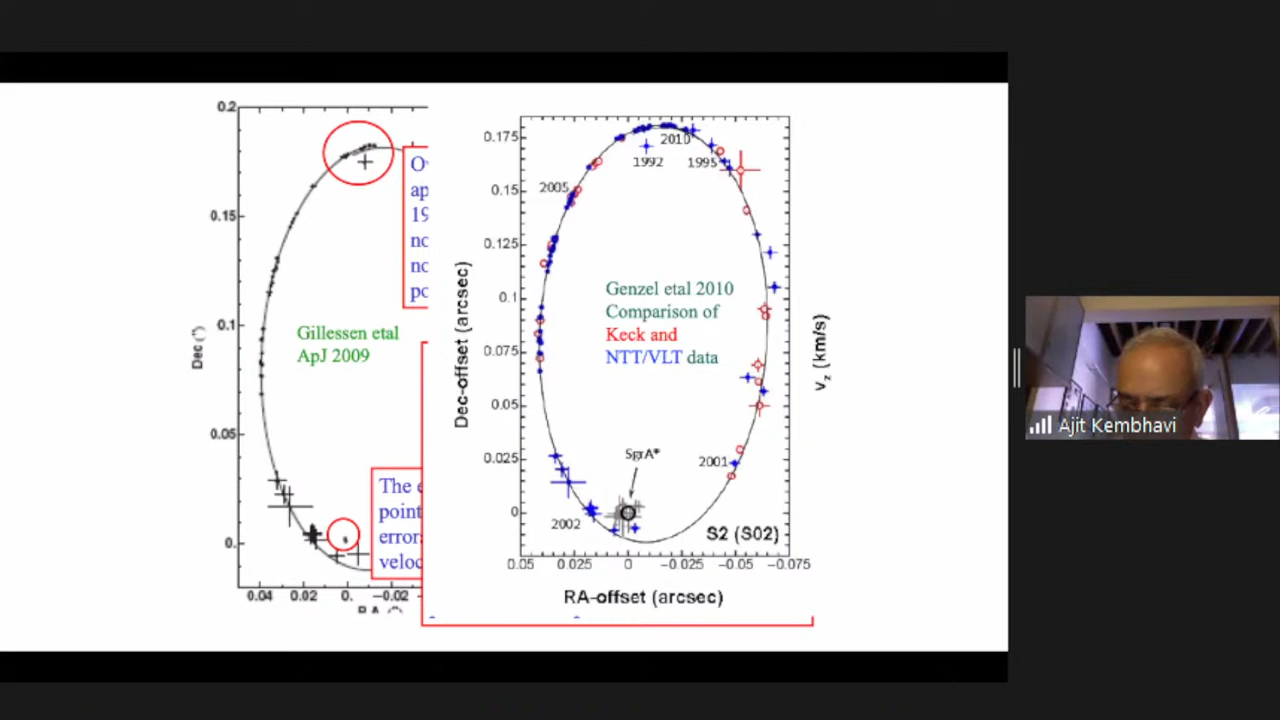 0.2
0.15
0.1
0.05
0.
Dec (")
0.04 0.02 0. −0.02
Gillessen etal
ApJ 2009
19
no
no
The e
point
error
veloc
0.175
0.15
0.125
0.1
0.075
0.05
0.025
0
Dec-offset (arcsec)
0.05 0.025 0 −0.025 −0.05 −0.075
RA-offset (arcsec)
2010
1992
1995
2005
Genzel etal 2010
Comparison of
Keck and
NTT/VLT data
SgrA*
2001
2002
S2 (S02)
vz (km/s)
Ajit Kembhavi